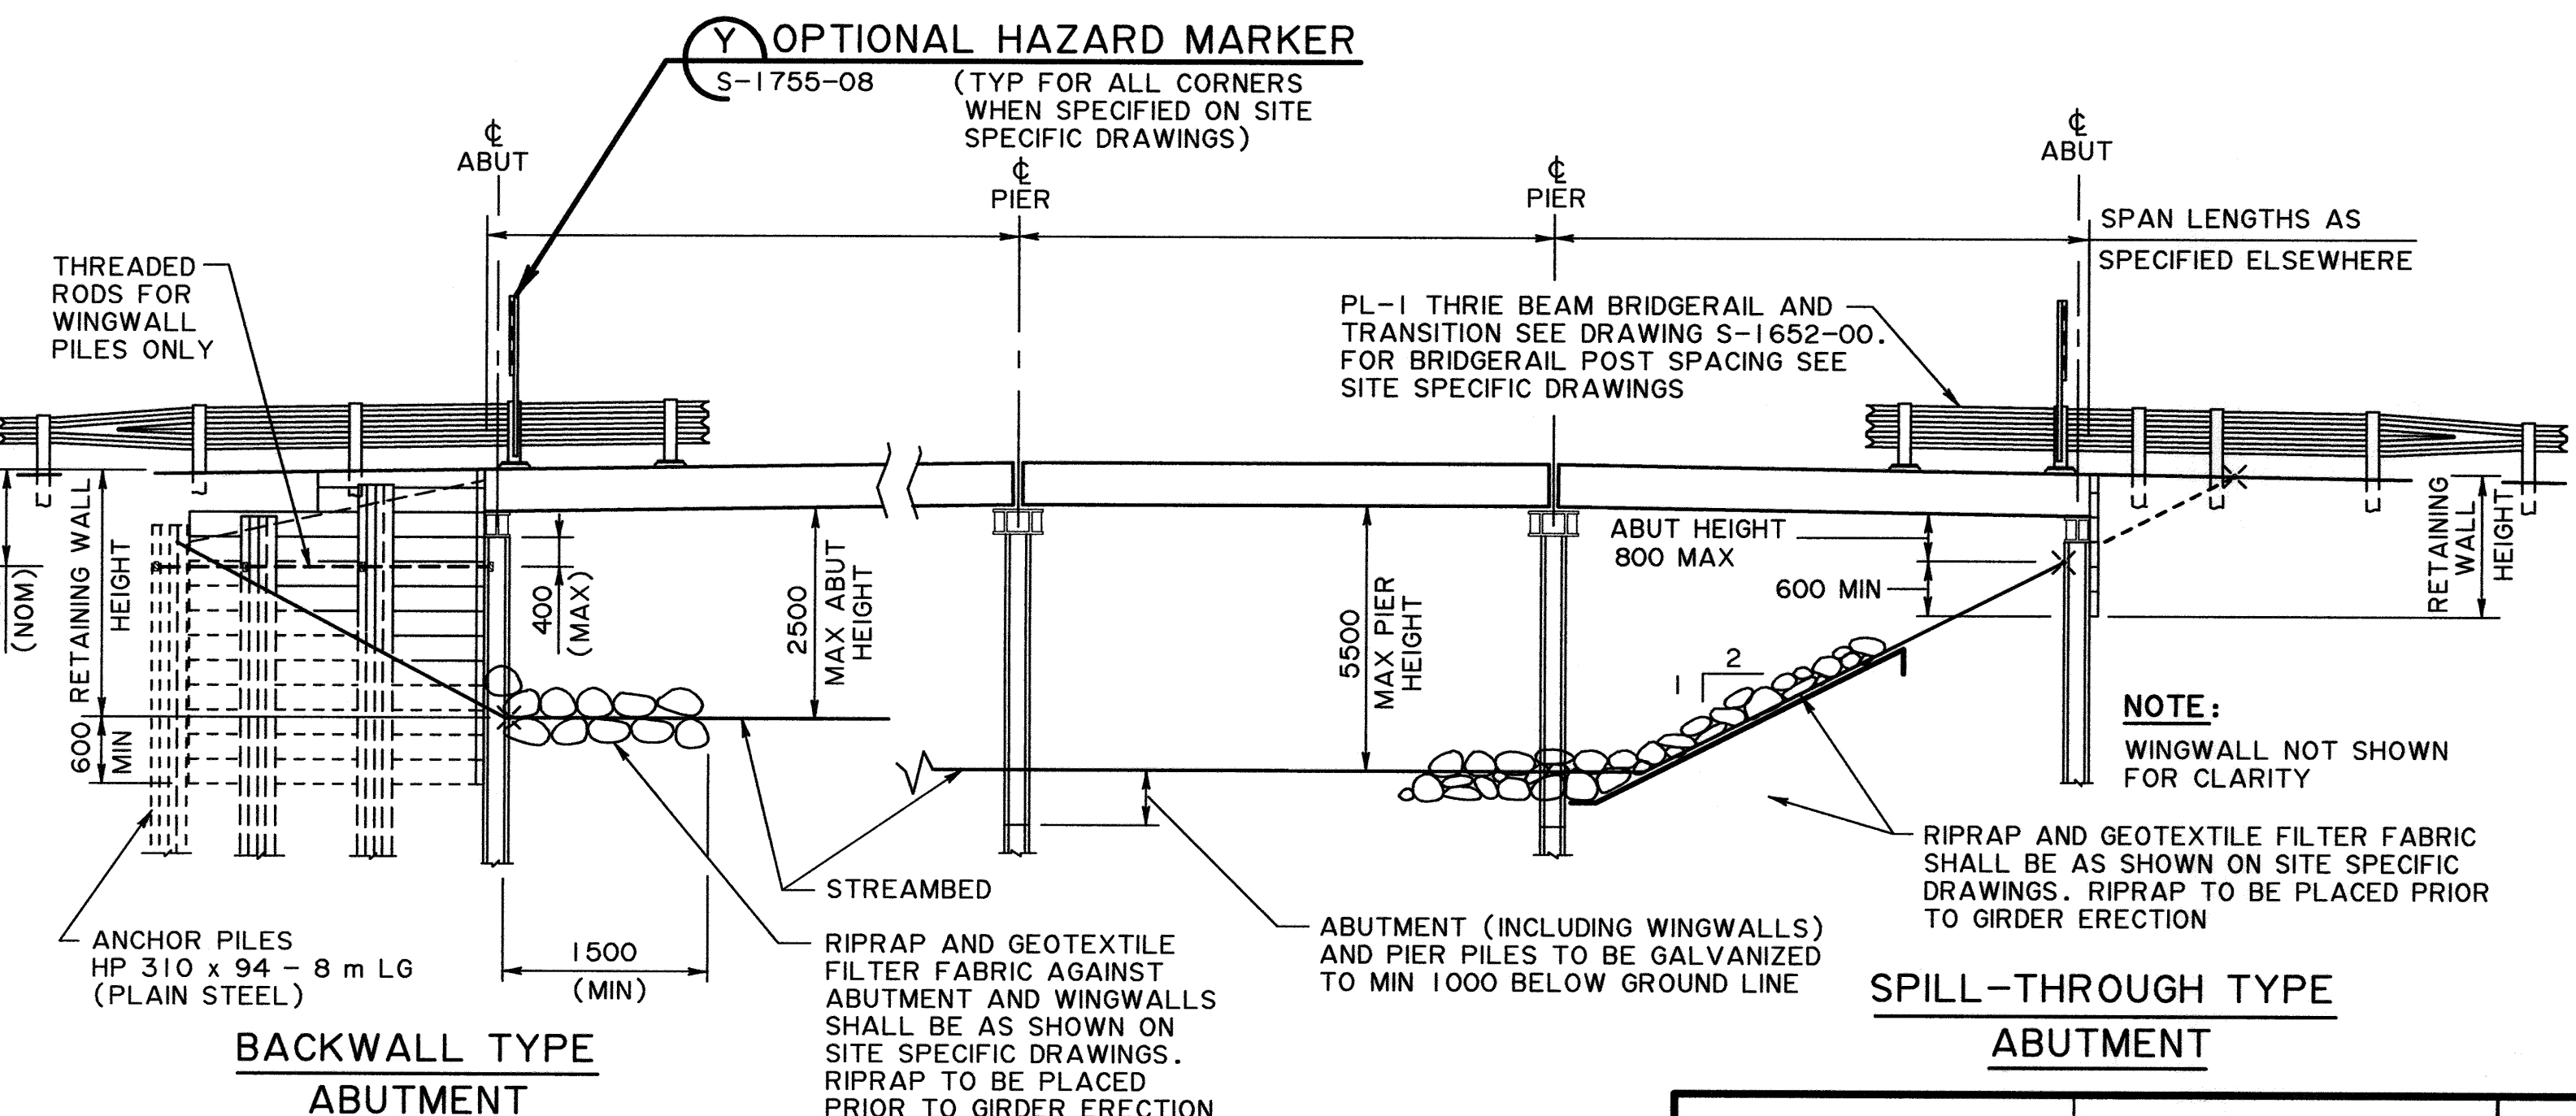 Y OPTIONAL HAZARD MARKER
S-1755-08
(TYP FOR ALL CORNERS
WHEN SPECIFIED ON SITE
SPECIFIC DRAWINGS)
℄
ABUT
℄
PIER
℄
PIER
℄
ABUT
SPAN LENGTHS AS
SPECIFIED ELSEWHERE
THREADED
RODS FOR
WINGWALL
PILES ONLY
PL-1 THRIE BEAM BRIDGERAIL AND
TRANSITION SEE DRAWING S-1652-00.
FOR BRIDGERAIL POST SPACING SEE
SITE SPECIFIC DRAWINGS
(NOM)
RETAINING WALL
HEIGHT
600
MIN
400
(MAX)
2500
MAX ABUT
HEIGHT
5500
MAX PIER
HEIGHT
ABUT HEIGHT
800 MAX
600 MIN
RETAINING
WALL
HEIGHT
1
2
NOTE:
WINGWALL NOT SHOWN
FOR CLARITY
RIPRAP AND GEOTEXTILE FILTER FABRIC
SHALL BE AS SHOWN ON SITE SPECIFIC
DRAWINGS. RIPRAP TO BE PLACED PRIOR
TO GIRDER ERECTION
STREAMBED
ANCHOR PILES
HP 310 x 94 - 8 m LG
(PLAIN STEEL)
1500
(MIN)
RIPRAP AND GEOTEXTILE
FILTER FABRIC AGAINST
ABUTMENT AND WINGWALLS
SHALL BE AS SHOWN ON
SITE SPECIFIC DRAWINGS.
RIPRAP TO BE PLACED
PRIOR TO GIRDER ERECTION
ABUTMENT (INCLUDING WINGWALLS)
AND PIER PILES TO BE GALVANIZED
TO MIN 1000 BELOW GROUND LINE
SPILL-THROUGH TYPE
ABUTMENT
BACKWALL TYPE
ABUTMENT